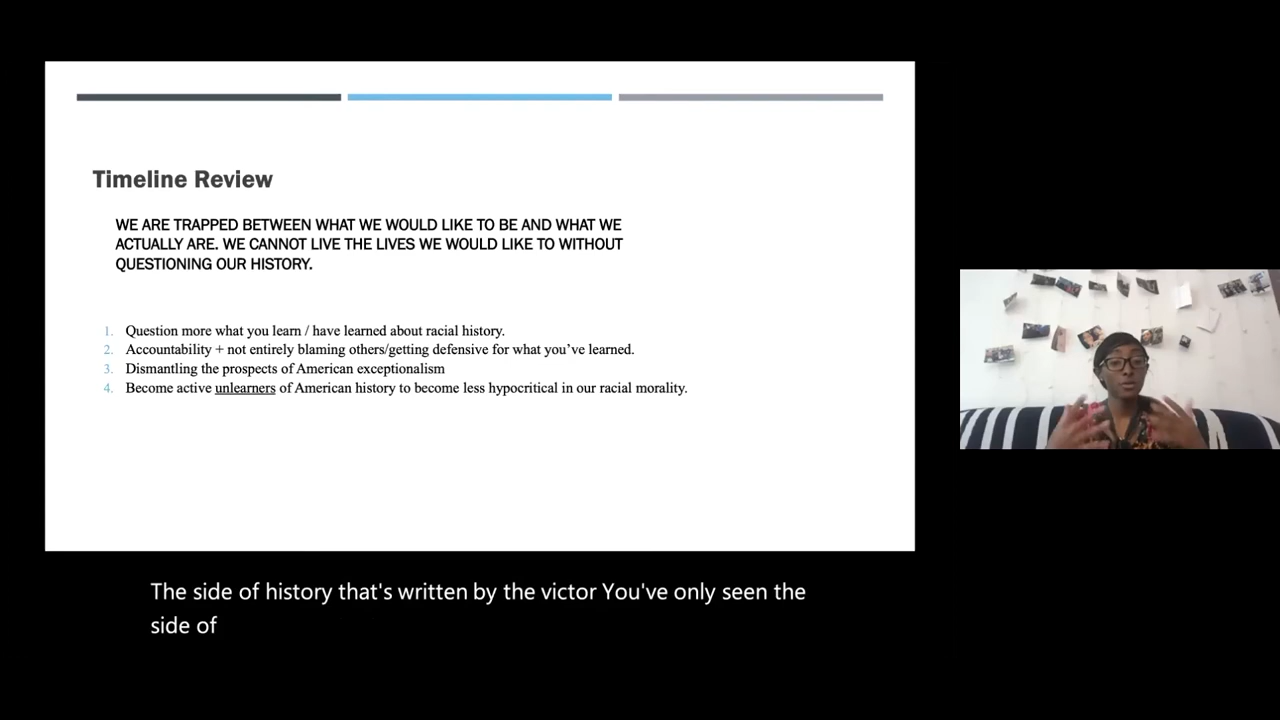 Timeline Review
WE ARE TRAPPED BETWEEN WHAT WE WOULD LIKE TO BE AND WHAT WE
ACTUALLY ARE. WE CANNOT LIVE THE LIVES WE WOULD LIKE TO WITHOUT
QUESTIONING OUR HISTORY.
1. Question more what you learn / have learned about racial history.
2. Accountability + not entirely blaming others/getting defensive for what you’ve learned.
3. Dismantling the prospects of American exceptionalism
4. Become active unlearners of American history to become less hypocritical in our racial morality.
The side of history that's written by the victor You've only seen the
side of